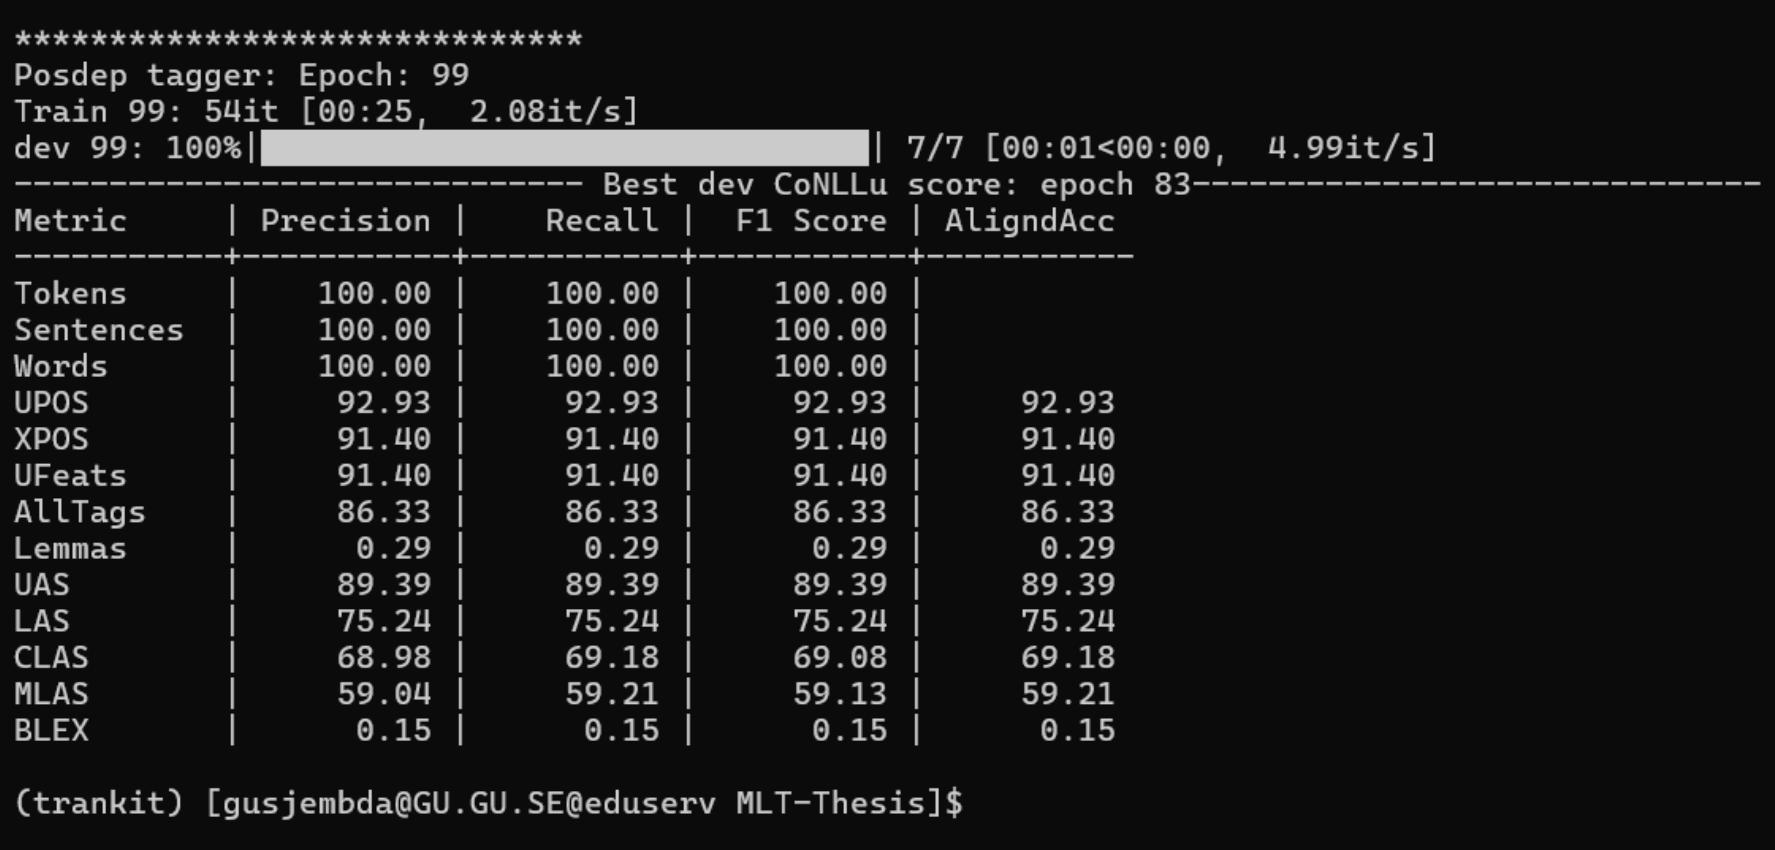 ******************************
Posdep tagger: Epoch: 99
Train 99: 54it [00:25,  2.08it/s]
dev 99: 100%|████████████████████████████████| 7/7 [00:01<00:00,  4.99it/s]
------------------------------ Best dev CoNLLu score: epoch 83------------------------------
Metric     | Precision |    Recall |  F1 Score | AligndAcc
-----------+-----------+-----------+-----------+-----------
Tokens     |    100.00 |    100.00 |    100.00 |
Sentences  |    100.00 |    100.00 |    100.00 |
Words      |    100.00 |    100.00 |    100.00 |
UPOS       |     92.93 |     92.93 |     92.93 |     92.93
XPOS       |     91.40 |     91.40 |     91.40 |     91.40
UFeats     |     91.40 |     91.40 |     91.40 |     91.40
AllTags    |     86.33 |     86.33 |     86.33 |     86.33
Lemmas     |      0.29 |      0.29 |      0.29 |      0.29
UAS        |     89.39 |     89.39 |     89.39 |     89.39
LAS        |     75.24 |     75.24 |     75.24 |     75.24
CLAS       |     68.98 |     69.18 |     69.08 |     69.18
MLAS       |     59.04 |     59.21 |     59.13 |     59.21
BLEX       |      0.15 |      0.15 |      0.15 |      0.15
(trankit) [gusjembda@GU.GU.SE@eduserv MLT-Thesis]$